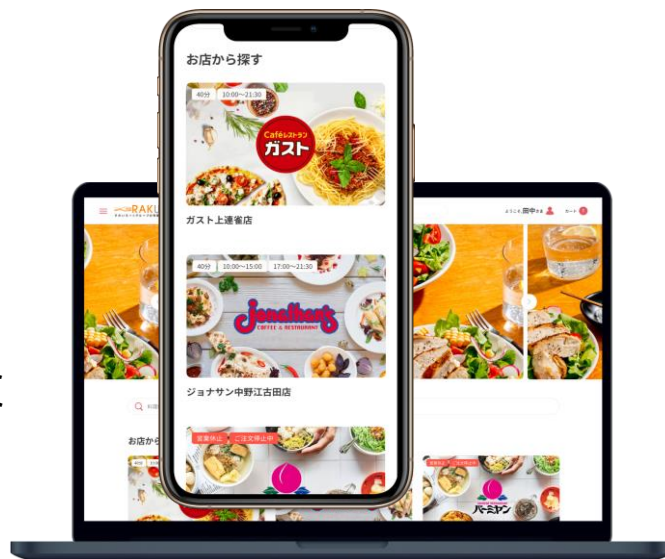 お店から探す
40分 10:00〜21:30
Caféレストラン
ガスト
ガスト上連雀店
40分 10:00〜15:00 17:00〜21:30
Jonathan's
COFFEE & RESTAURANT
ジョナサン中野江古田店
営業休止 ご注文停止中
RAKU
ようこそ、田中さま カート
お店から
40分
営業休止 ご注文停止中
バーミヤン